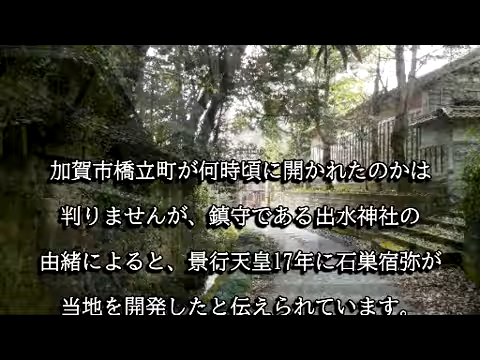 加賀市橋立町が何時頃に開かれたのかは
判りませんが、鎮守である出水神社の
由緒によると、景行天皇17年に石巣宿弥が
当地を開発したと伝えられています。